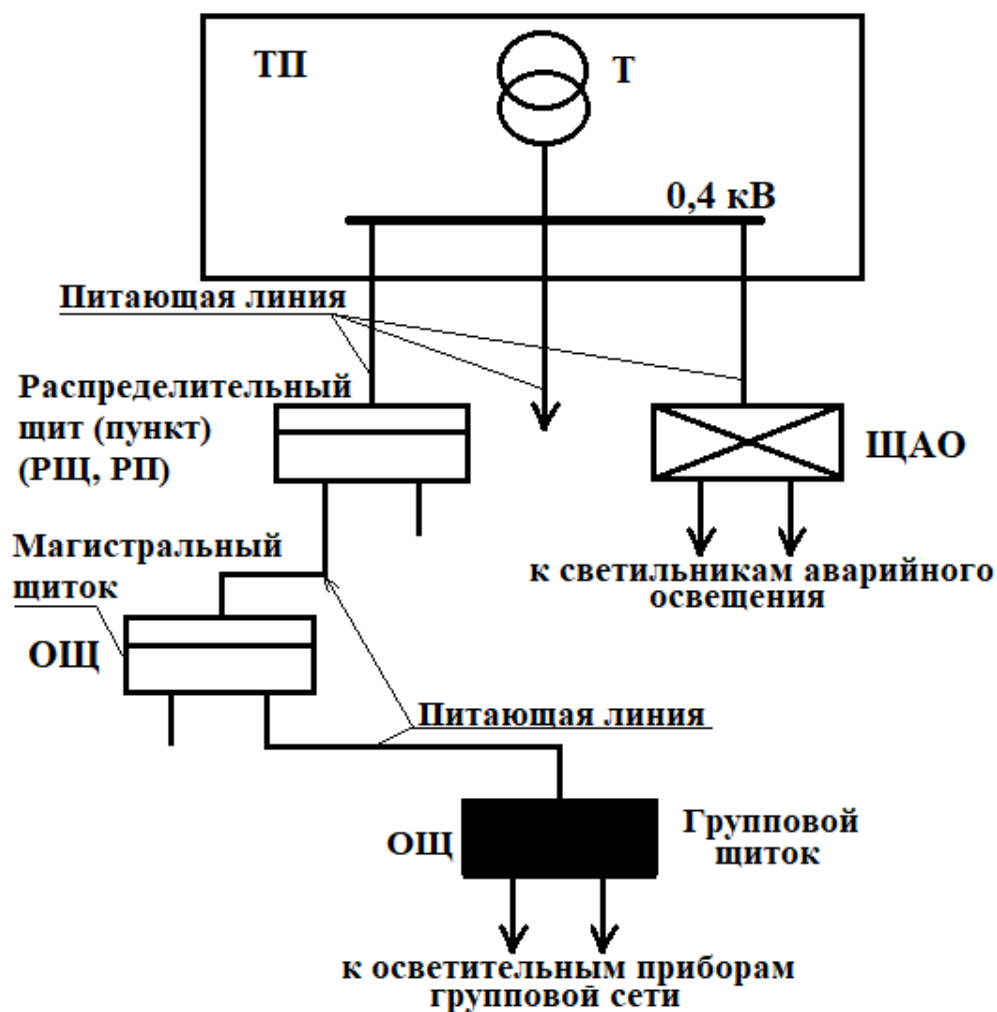 ТП
Т
0,4 кВ
Питающая линия
Распределительный
щит (пункт)
(РЩ, РП)
ЩАО
к светильникам аварийного
освещения
Магистральный
щиток
ОЩ
Питающая линия
ОЩ
Групповой
щиток
к осветительным приборам
групповой сети